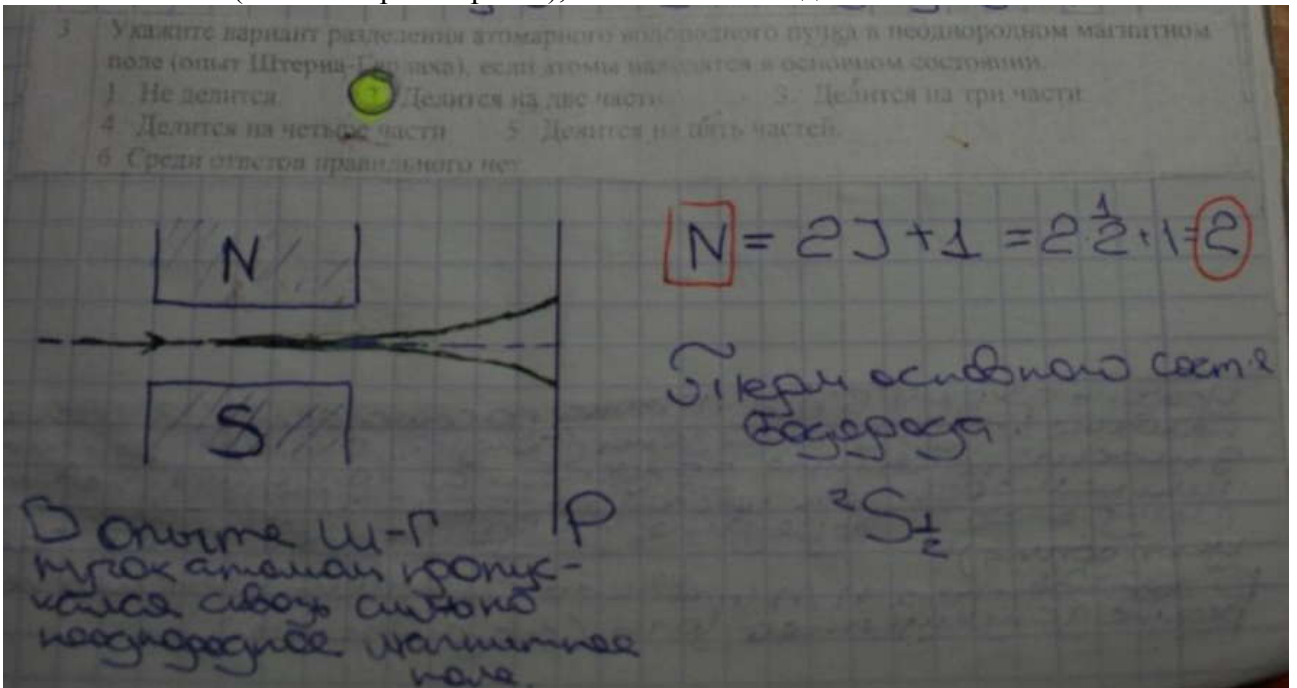 3 Укажите вариант разделения атомарного водородного пучка в неоднородном магнитном
поле (опыт Штерна-Герлаха), если атомы находятся в основном состоянии.
1 Не делится. 2 Делится на две части. 3. Делится на три части.
4 Делится на четыре части 5 Делится на пять частей.
6 Среди ответов правильного нет
N
S
P
N = 2J+1 = 2 1/2 + 1 = 2
Терм основного сост-я
водорода
²S½
В опыте Ш-Г
пучок атомом пропус-
кался сквозь сильно
неоднородное магнитное
поле.